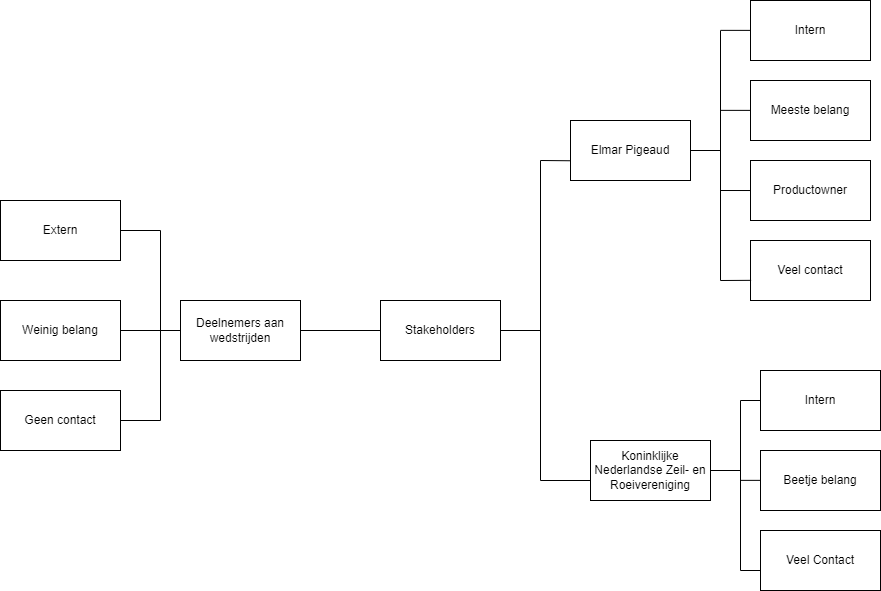 Intern
Meeste belang
Elmar Pigeaud
Productowner
Extern
Veel contact
Weinig belang
Deelnemers aan
wedstrijden
Stakeholders
Geen contact
Intern
Koninklijke
Nederlandse Zeil- en
Roeivereniging
Beetje belang
Veel Contact